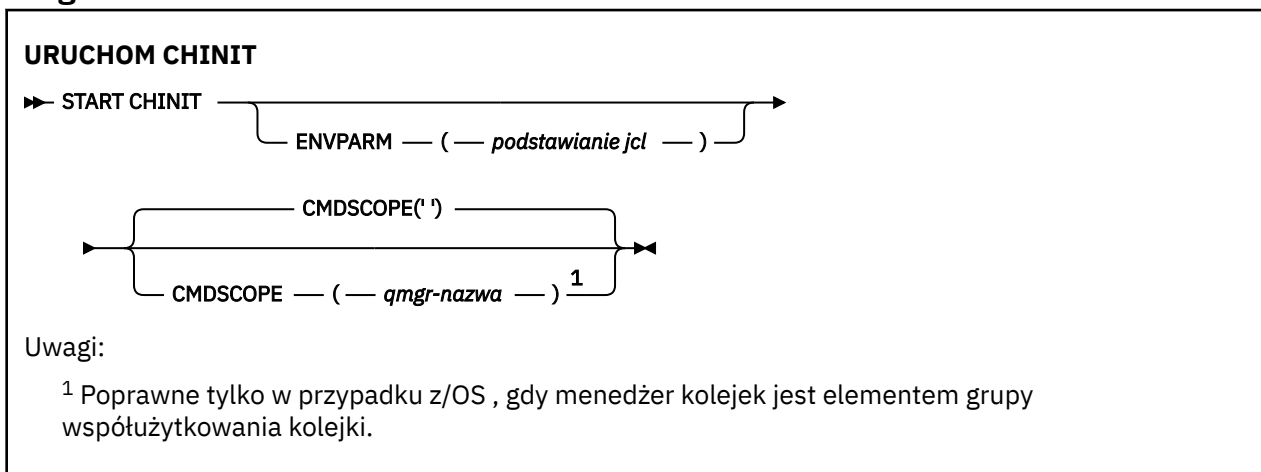 URUCHOM CHINIT
START CHINIT
ENVPARM ( podstawianie jcl )
CMDSCOPE(' ')
CMDSCOPE ( qmgr-nazwa ) 1
Uwagi:
1 Poprawne tylko w przypadku z/OS , gdy menedżer kolejek jest elementem grupy
współużytkowania kolejki.